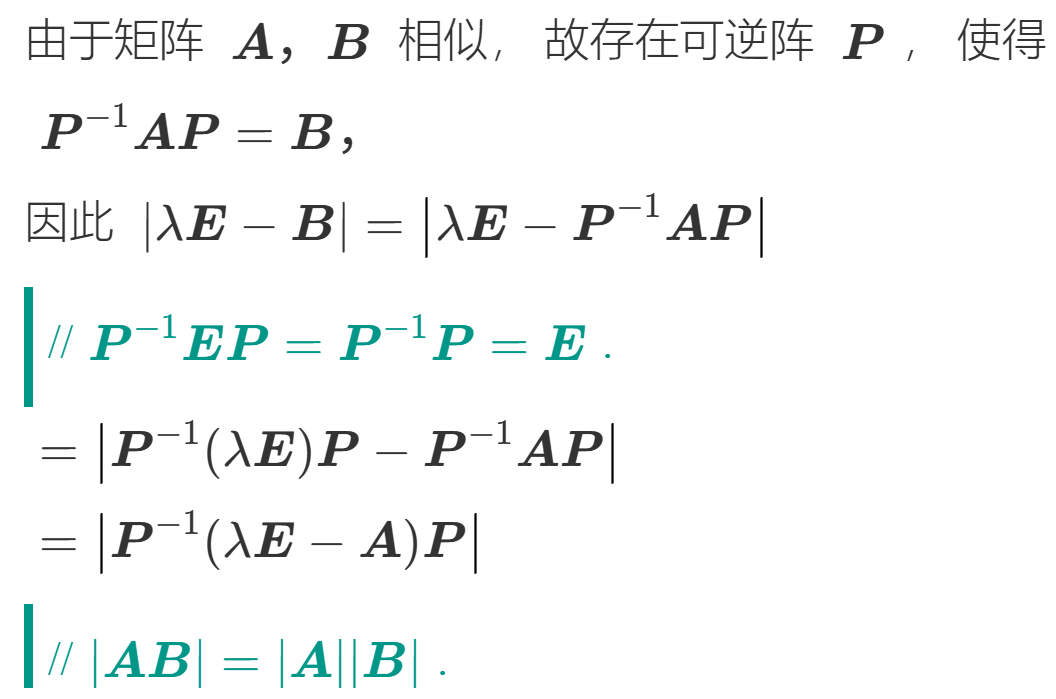 由于矩阵 A，B 相似， 故存在可逆阵 P ， 使得
P⁻¹AP = B，
因此 |λE − B| = |λE − P⁻¹AP|
// P⁻¹EP = P⁻¹P = E .
= |P⁻¹(λE)P − P⁻¹AP|
= |P⁻¹(λE − A)P|
// |AB| = |A||B| .